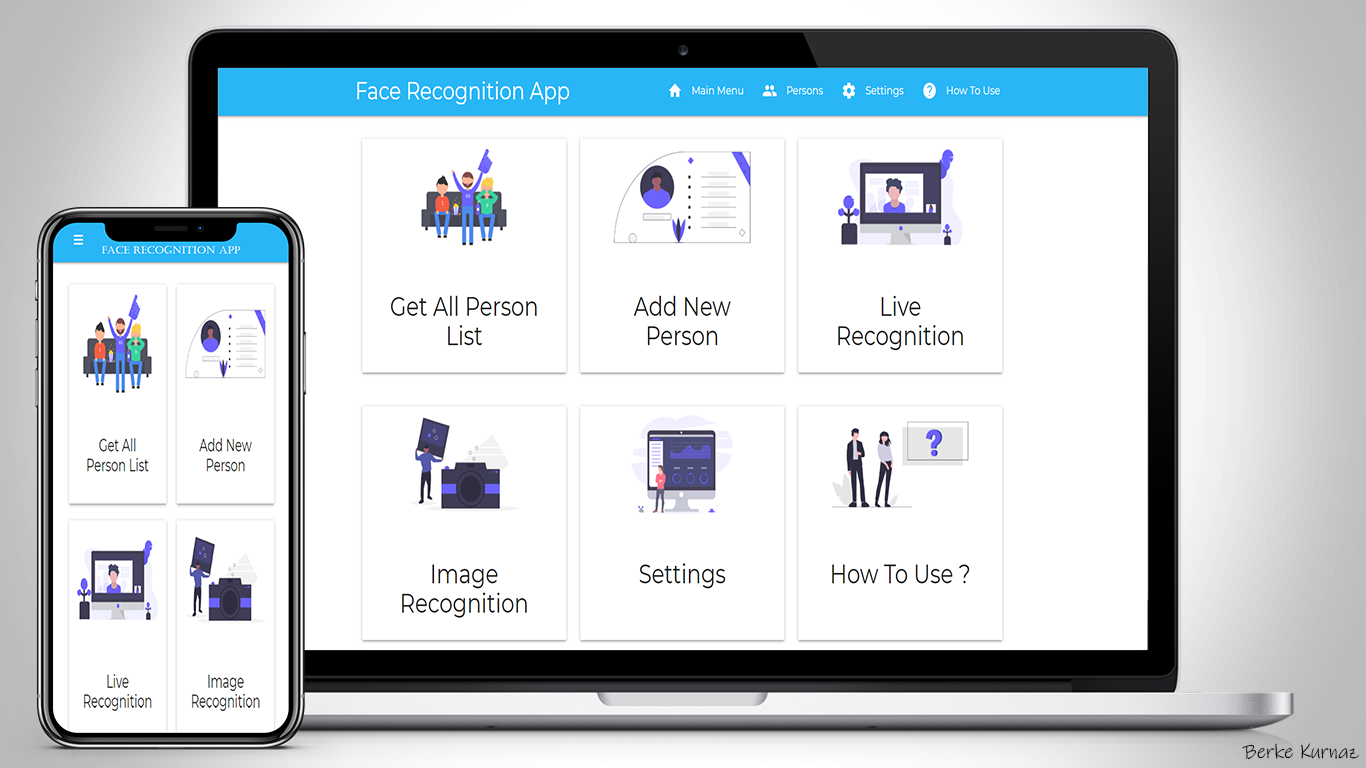 Face Recognition App
Main Menu
Persons
Settings
How To Use
Get All Person
List
Add New
Person
Live
Recognition
Image
Recognition
Settings
How To Use ?
FACE RECOGNITION APP
Get All
Person List
Add New
Person
Live
Recognition
Image
Recognition
Berke Kurnaz